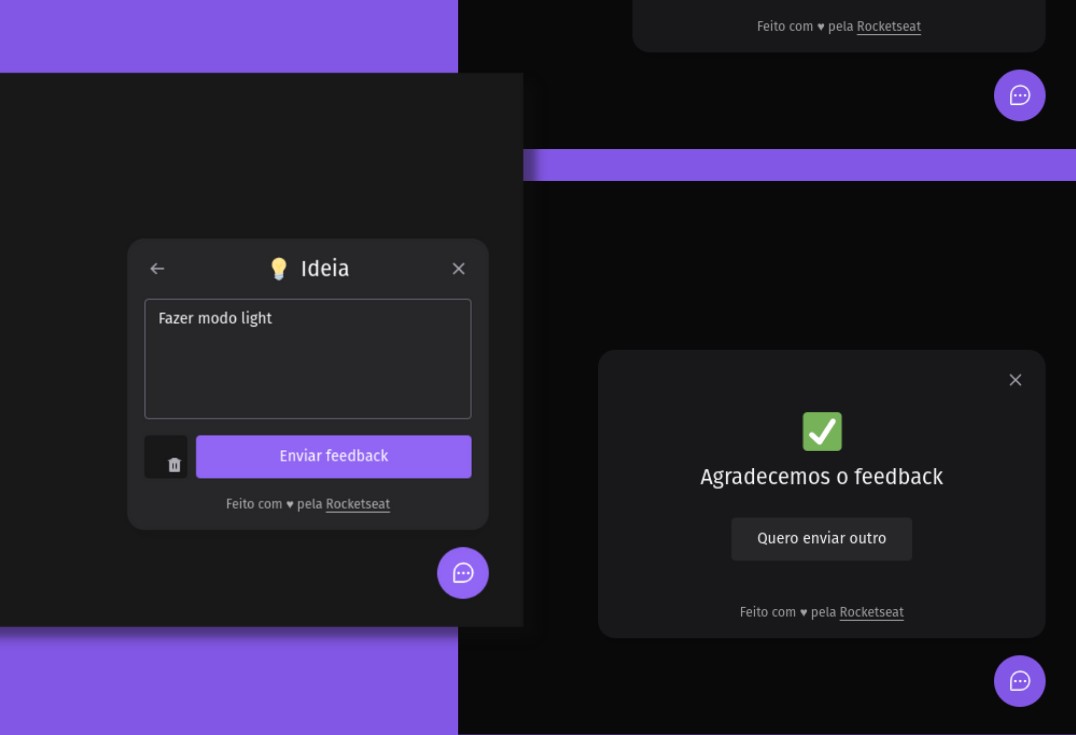 Feito com ♥ pela Rocketseat
💡 Ideia
Fazer modo light
Enviar feedback
Feito com ♥ pela Rocketseat
Agradecemos o feedback
Quero enviar outro
Feito com ♥ pela Rocketseat